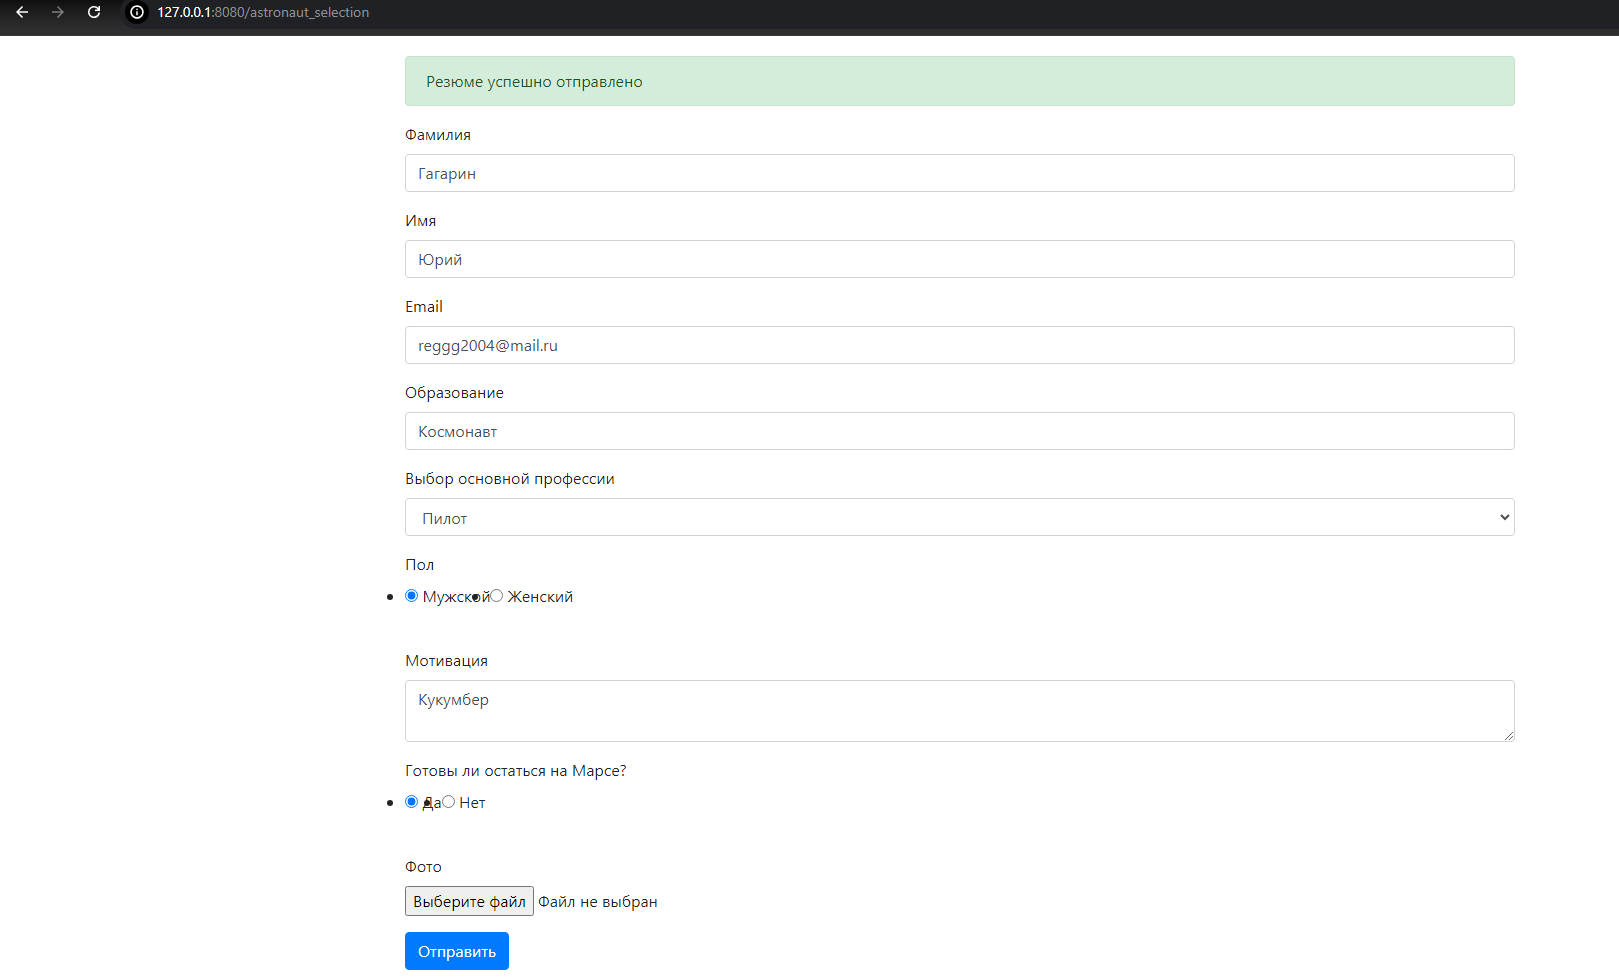 127.0.0.1:8080/astronaut_selection
Резюме успешно отправлено
Фамилия
Гагарин
Имя
Юрий
Email
reggg2004@mail.ru
Образование
Космонавт
Выбор основной профессии
Пилот
Пол
Мужской Женский
Мотивация
Кукумбер
Готовы ли остаться на Марсе?
Да Нет
Фото
Выберите файл Файл не выбран
Отправить